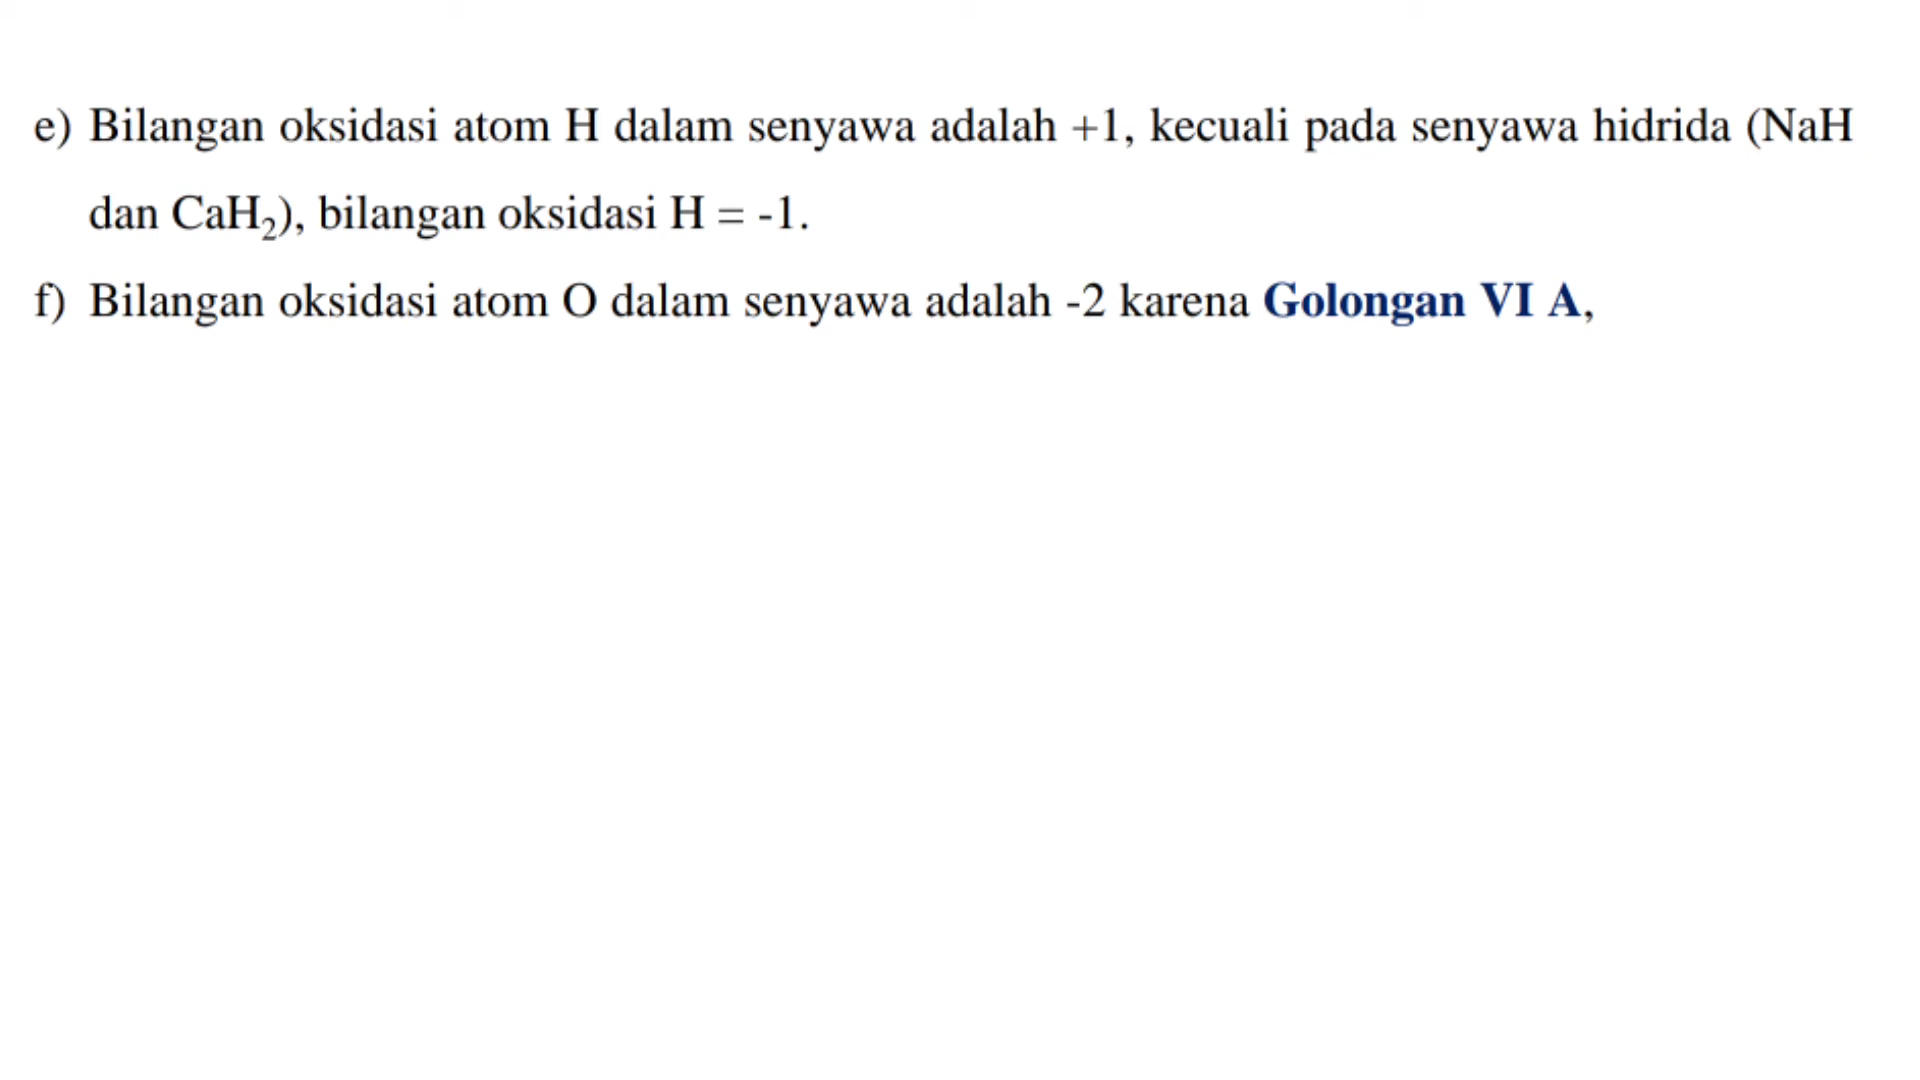 e) Bilangan oksidasi atom H dalam senyawa adalah +1, kecuali pada senyawa hidrida (NaH
dan CaH₂), bilangan oksidasi H = -1.
f) Bilangan oksidasi atom O dalam senyawa adalah -2 karena Golongan VI A,